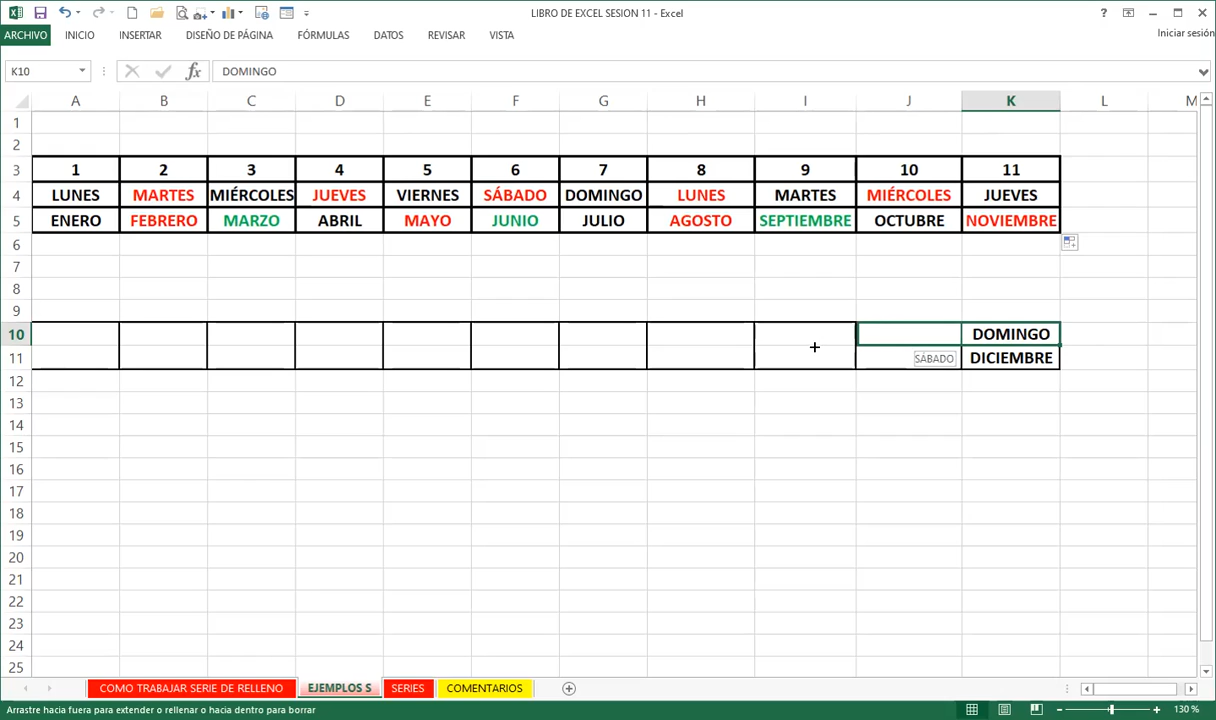 LIBRO DE EXCEL SESION 11 - Excel
?
ARCHIVO INICIO INSERTAR DISEÑO DE PÁGINA FÓRMULAS DATOS REVISAR VISTA Iniciar sesión
K10 fx DOMINGO
A B C D E F G H I J K L M
1
2
3 1 2 3 4 5 6 7 8 9 10 11
4 LUNES MARTES MIÉRCOLES JUEVES VIERNES SÁBADO DOMINGO LUNES MARTES MIÉRCOLES JUEVES
5 ENERO FEBRERO MARZO ABRIL MAYO JUNIO JULIO AGOSTO SEPTIEMBRE OCTUBRE NOVIEMBRE
6
7
8
9
10 DOMINGO
11 SÁBADO DICIEMBRE
12
13
14
15
16
17
18
19
20
21
22
23
24
25
COMO TRABAJAR SERIE DE RELLENO EJEMPLOS S SERIES COMENTARIOS
Arrastre hacia fuera para extender o rellenar o hacia dentro para borrar 130 %